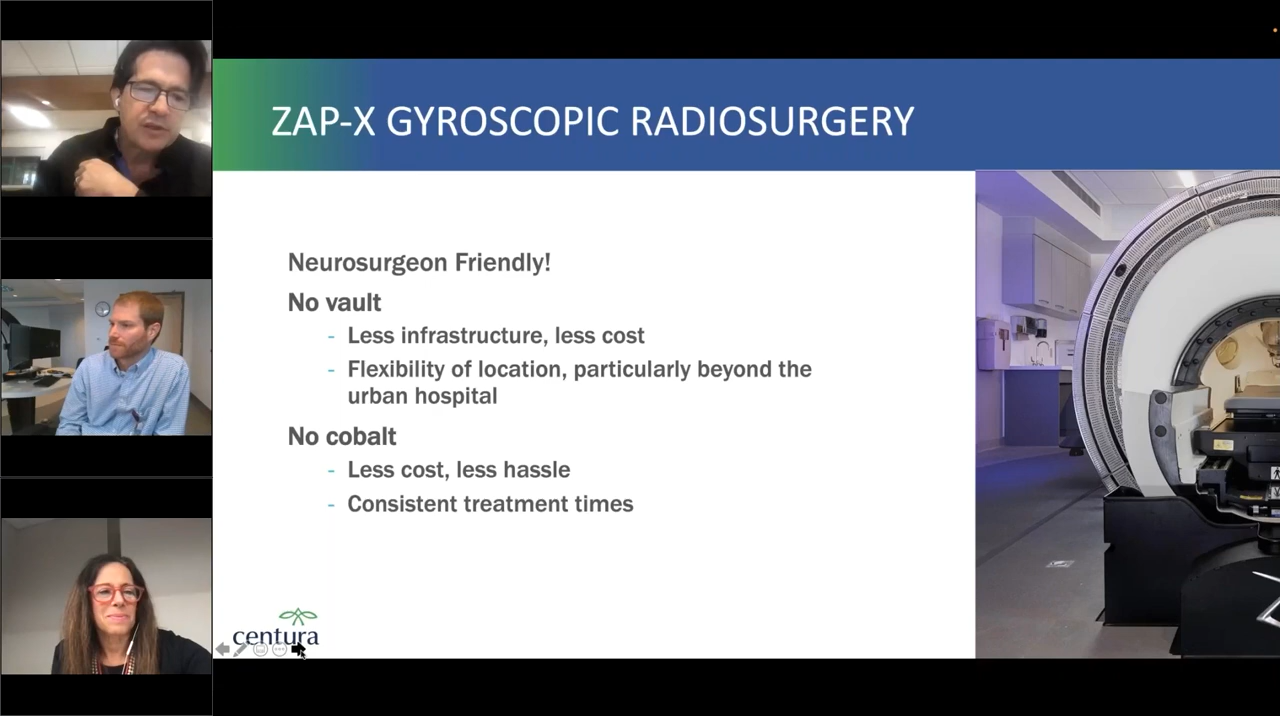 ZAP-X GYROSCOPIC RADIOSURGERY
Neurosurgeon Friendly!
No vault
- Less infrastructure, less cost
- Flexibility of location, particularly beyond the
urban hospital
No cobalt
- Less cost, less hassle
- Consistent treatment times
centura